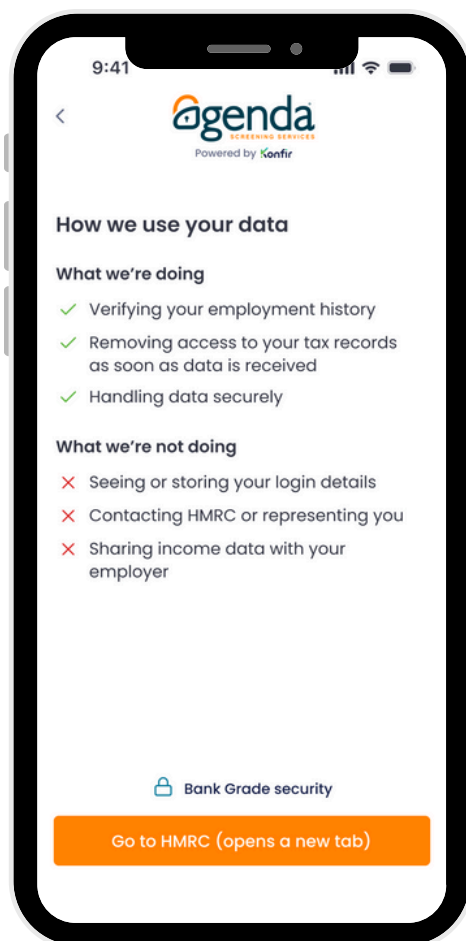 9:41
agenda
SCREENING SERVICES
Powered by Konfir
How we use your data
What we're doing
Verifying your employment history
Removing access to your tax records
as soon as data is received
Handling data securely
What we're not doing
Seeing or storing your login details
Contacting HMRC or representing you
Sharing income data with your
employer
Bank Grade security
Go to HMRC (opens a new tab)